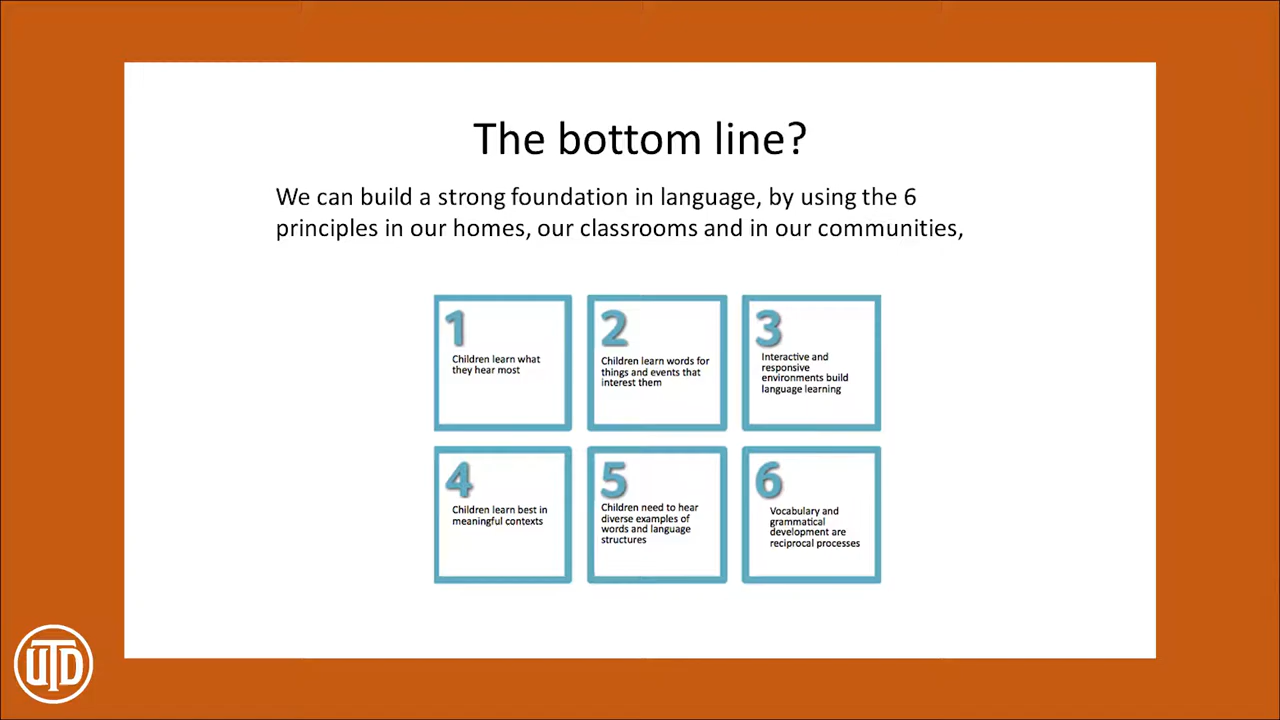 The bottom line?
We can build a strong foundation in language, by using the 6
principles in our homes, our classrooms and in our communities,
1
Children learn what
they hear most
2
Children learn words for
things and events that
interest them
3
Interactive and
responsive
environments build
language learning
4
Children learn best in
meaningful contexts
5
Children need to hear
diverse examples of
words and language
structures
6
Vocabulary and
grammatical
development are
reciprocal processes
UTD